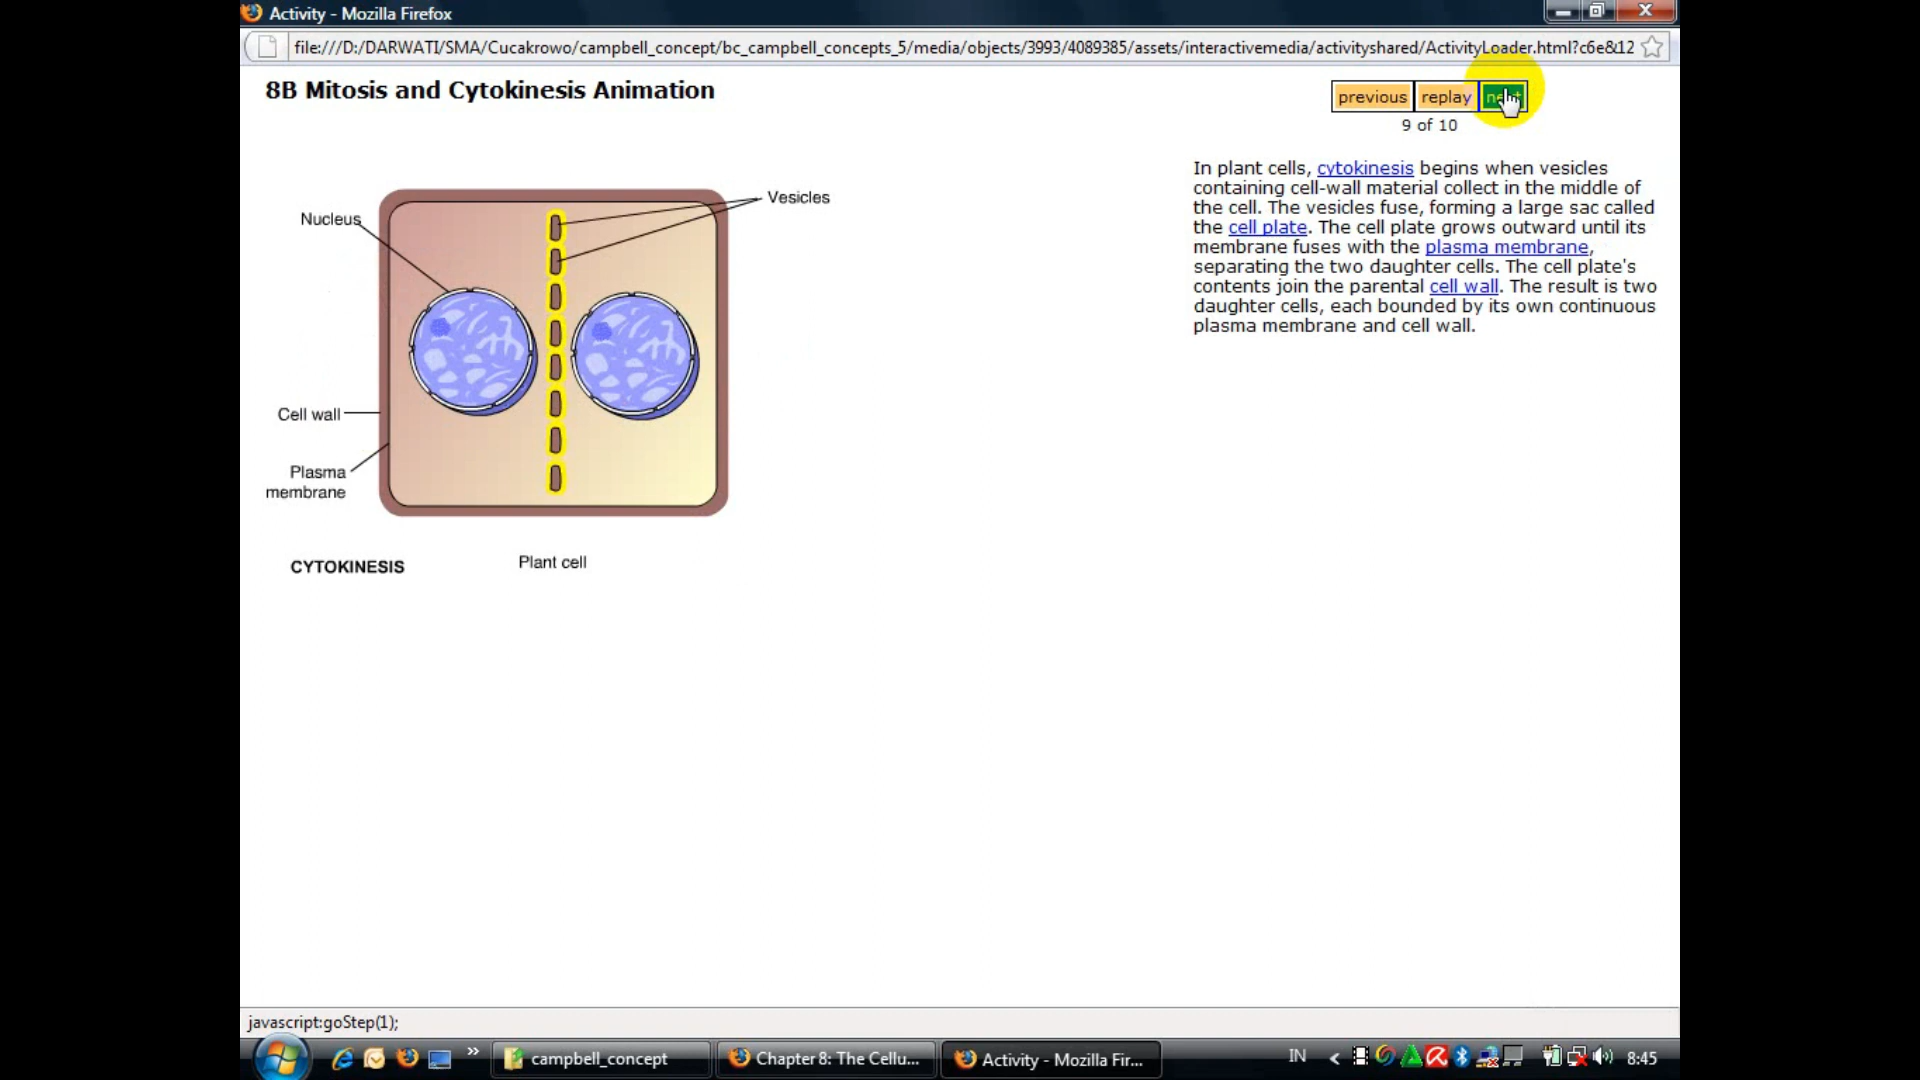 Activity - Mozilla Firefox
file:///D:/DARWATI/SMA/Cucakrowo/campbell_concept/bc_campbell_concepts_5/media/objects/3993/4089385/assets/interactivemedia/activityshared/ActivityLoader.html?c6e&12
8B Mitosis and Cytokinesis Animation
previous replay next
9 of 10
In plant cells, cytokinesis begins when vesicles
containing cell-wall material collect in the middle of
the cell. The vesicles fuse, forming a large sac called
the cell plate. The cell plate grows outward until its
membrane fuses with the plasma membrane,
separating the two daughter cells. The cell plate's
contents join the parental cell wall. The result is two
daughter cells, each bounded by its own continuous
plasma membrane and cell wall.
Vesicles
Nucleus
Cell wall
Plasma
membrane
CYTOKINESIS
Plant cell
javascript:goStep(1);
campbell_concept
Chapter 8: The Cellu...
Activity - Mozilla Fir...
IN
8:45